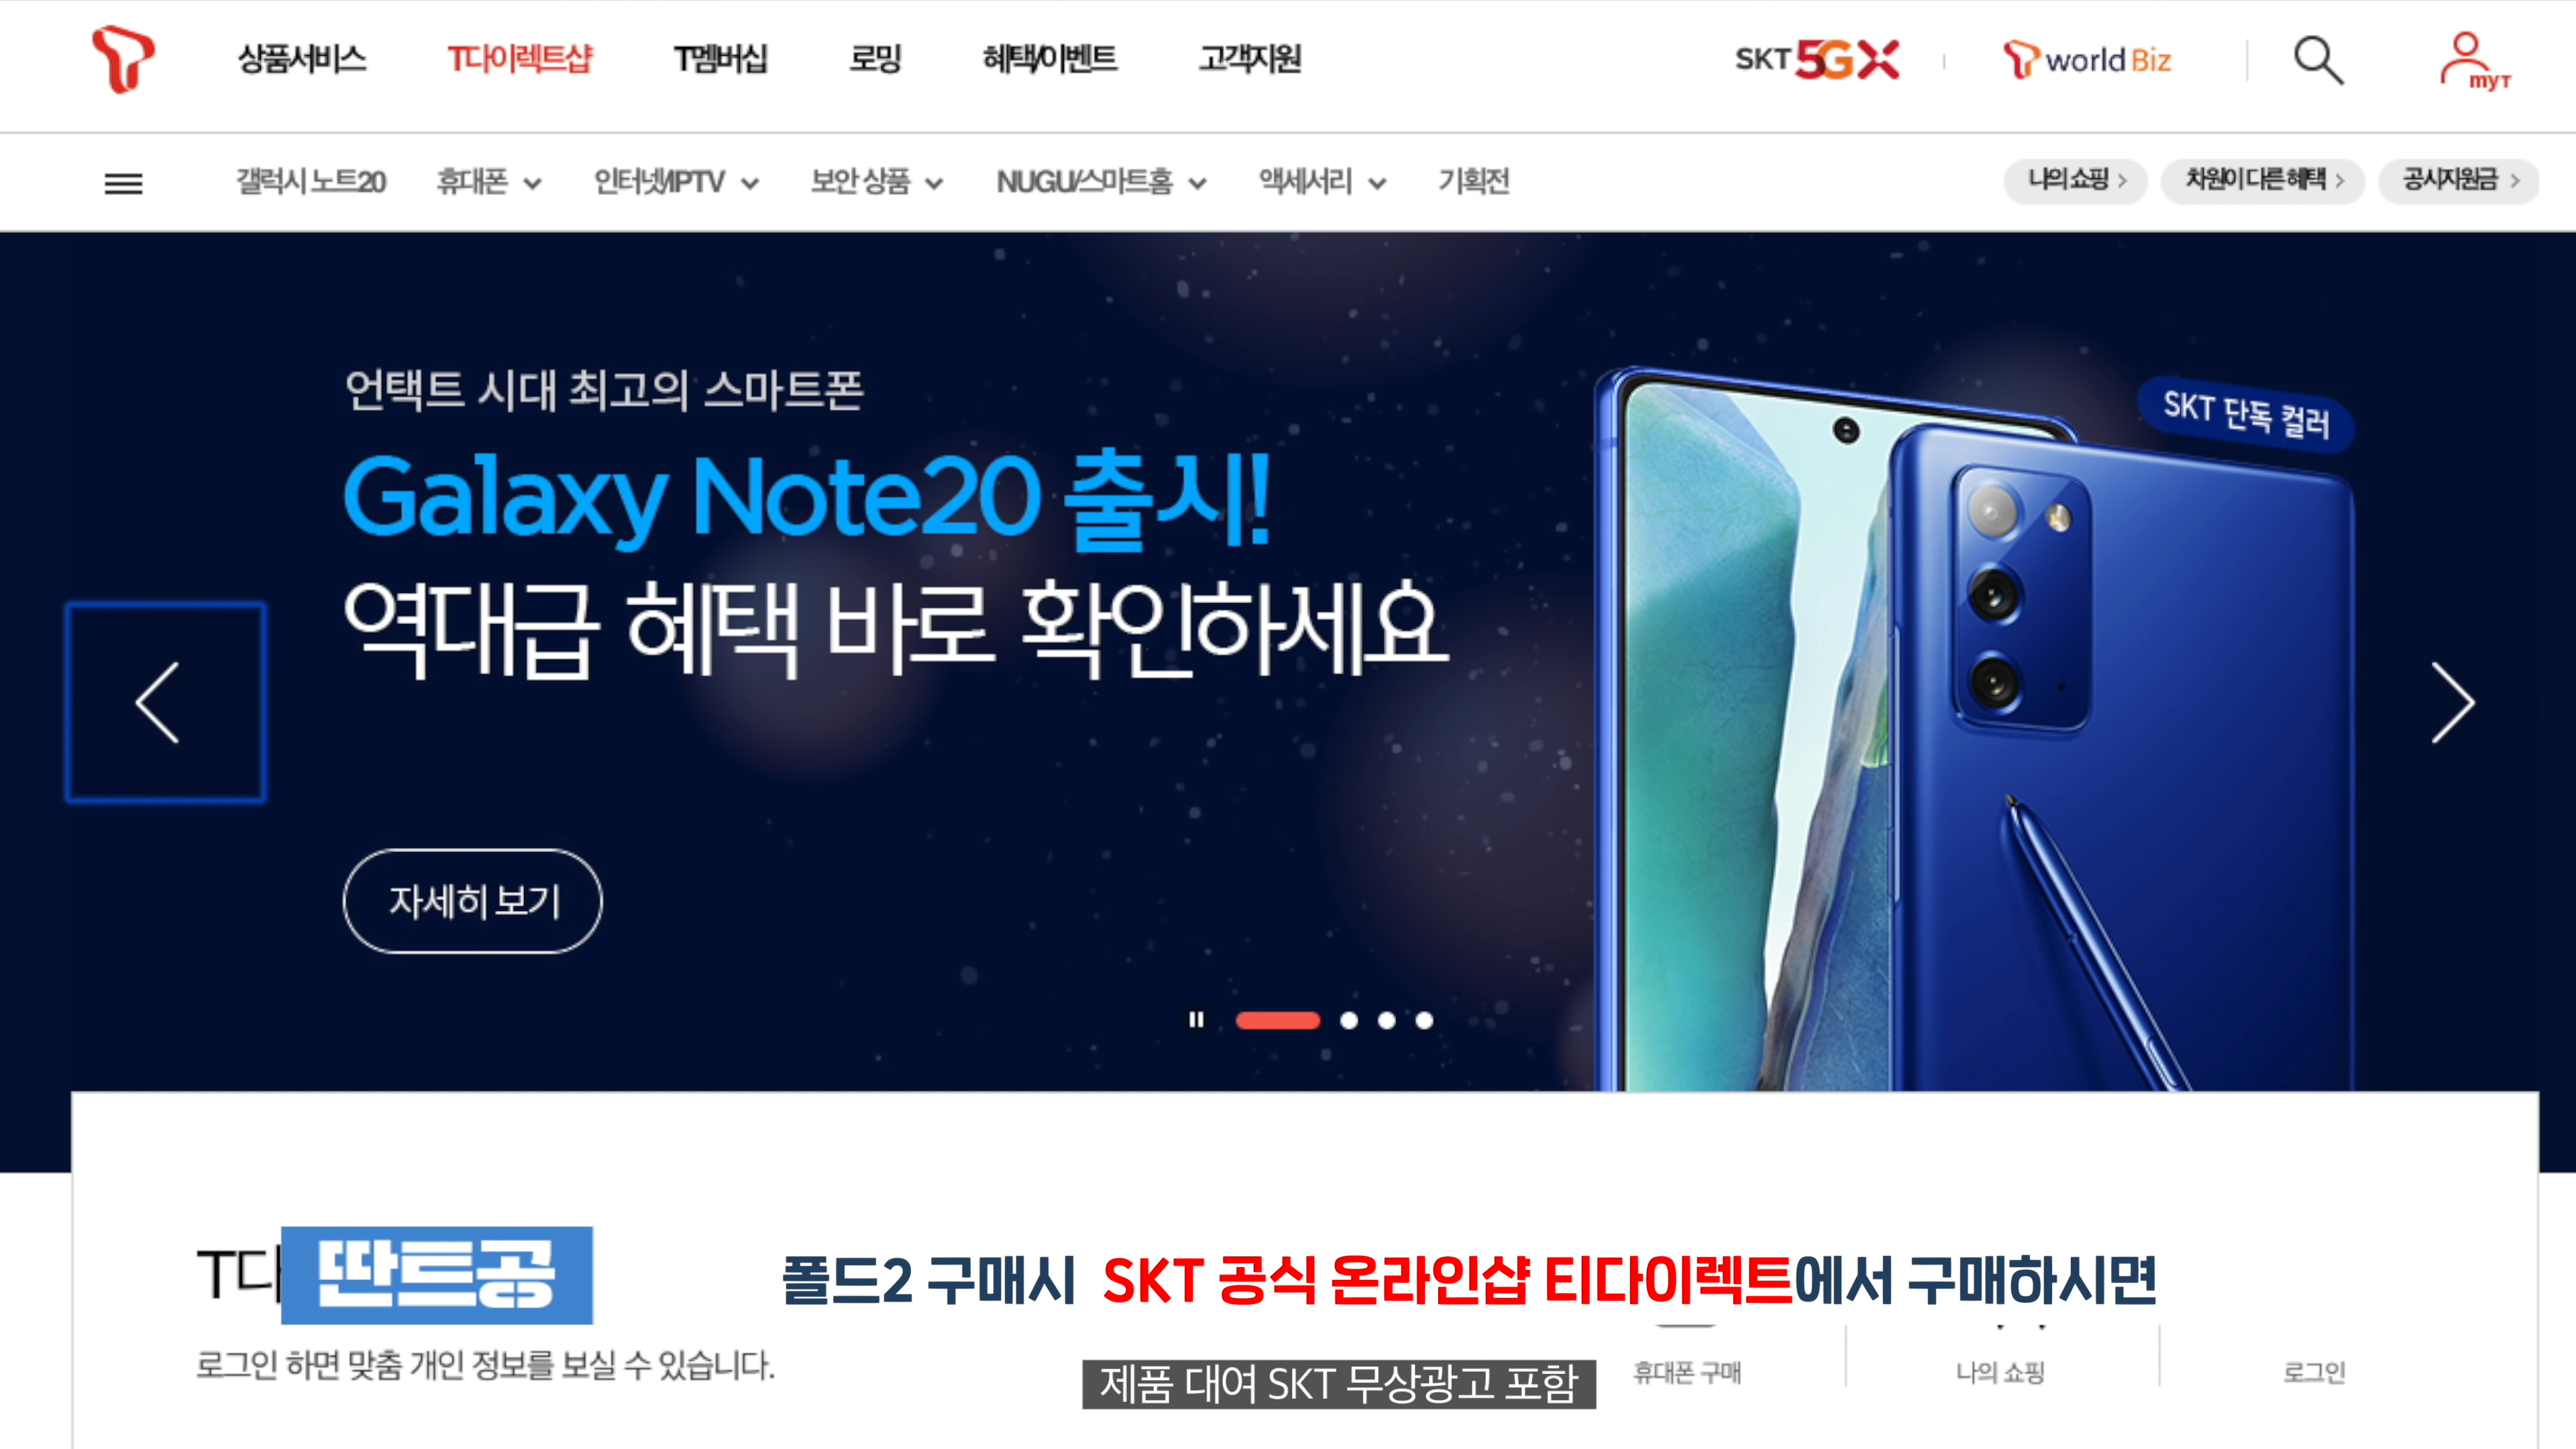 상품서비스 T다이렉트샵 T멤버십 로밍 혜택/이벤트 고객지원 SKT 5GX T world Biz myT
갤럭시 노트20 휴대폰 인터넷/IPTV 보안 상품 NUGU/스마트홈 액세서리 기획전 나의 쇼핑 차원이 다른 혜택 공시지원금
언택트 시대 최고의 스마트폰
Galaxy Note20 출시!
역대급 혜택 바로 확인하세요
SKT 단독 컬러
자세히 보기
T다
딴트공
폴드2 구매시 SKT 공식 온라인샵 티다이렉트에서 구매하시면
로그인 하면 맞춤 개인 정보를 보실 수 있습니다.
제품 대여 SKT 무상광고 포함
휴대폰 구매 나의 쇼핑 로그인